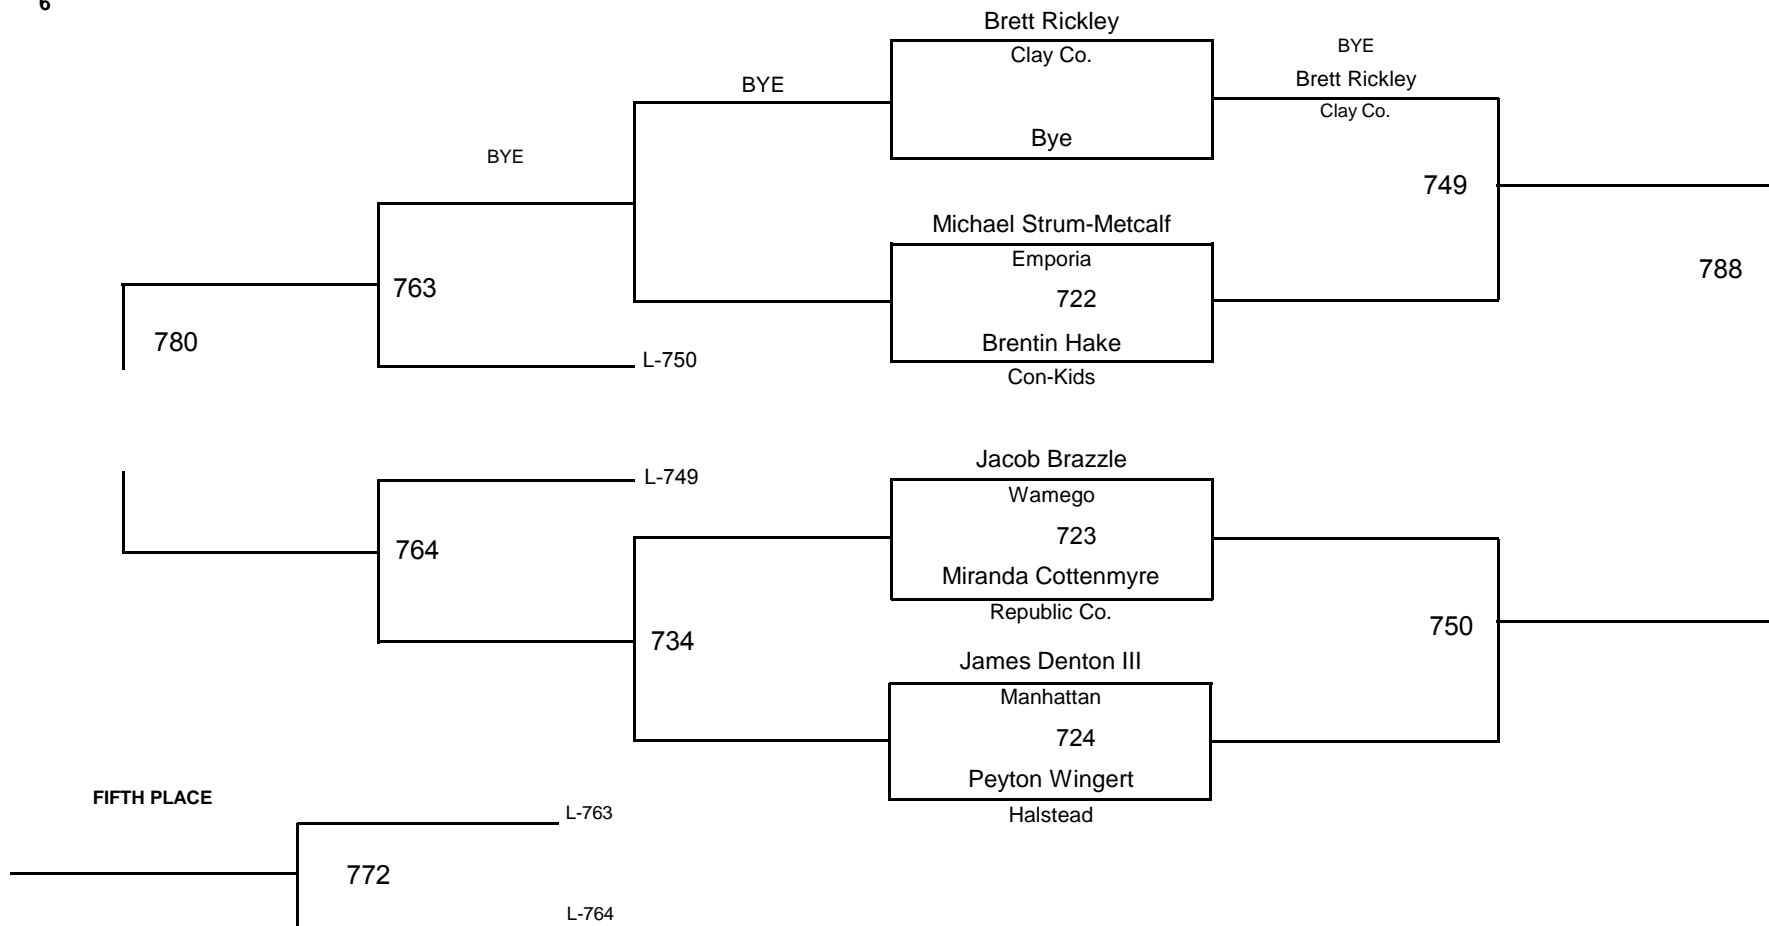 6
Brett Rickley
Clay Co.
BYE
Brett Rickley
Clay Co.
BYE
Bye
BYE
749
Michael Strum-Metcalf
Emporia
788
763
722
780
Brentin Hake
L-750
Con-Kids
Jacob Brazzle
L-749
Wamego
723
764
Miranda Cottenmyre
Republic Co.
750
734
James Denton III
Manhattan
724
Peyton Wingert
FIFTH PLACE
L-763
Halstead
772
L-764